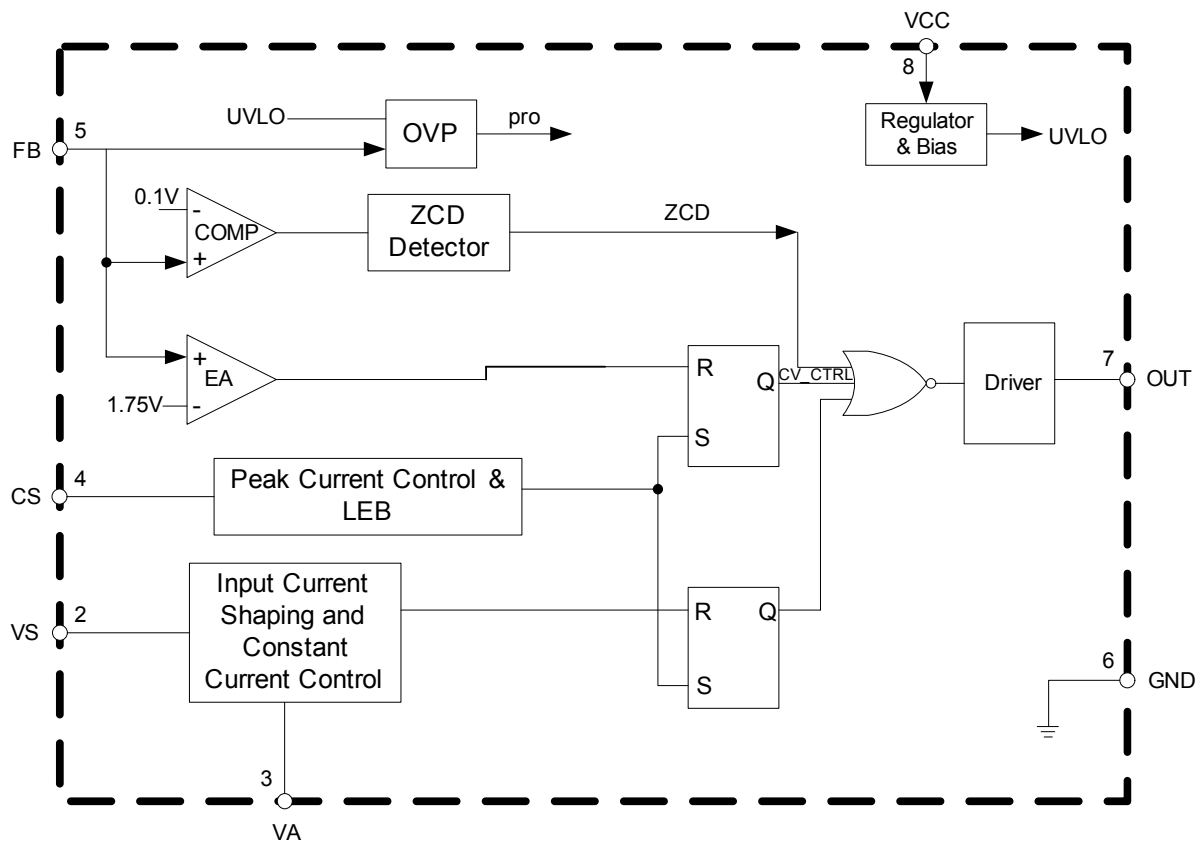 VCC
8
UVLO
OVP
pro
Regulator
& Bias
UVLO
5
FB
0.1V
-
COMP
+
ZCD
Detector
ZCD
+
EA
-
1.75V
R
Q
S
CV_CTRL
Driver
7
OUT
4
CS
Peak Current Control &
LEB
2
VS
Input Current
Shaping and
Constant
Current Control
R
Q
S
6
GND
3
VA